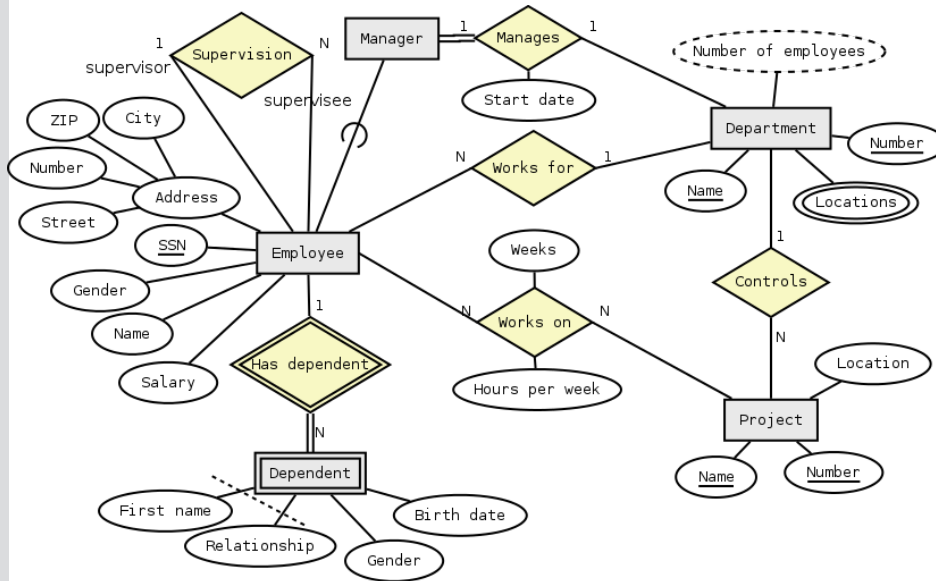 Manager
1
Manages
1
1
Supervision
N
supervisor
supervisee
Number of employees
Start date
ZIP
City
Number
Address
Street
SSN
Gender
Name
Salary
Employee
N
Works for
1
Department
Number
Name
Locations
Weeks
N
Works on
N
Hours per week
1
Controls
N
1
Has dependent
N
Location
Project
Name
Number
Dependent
First name
Relationship
Gender
Birth date